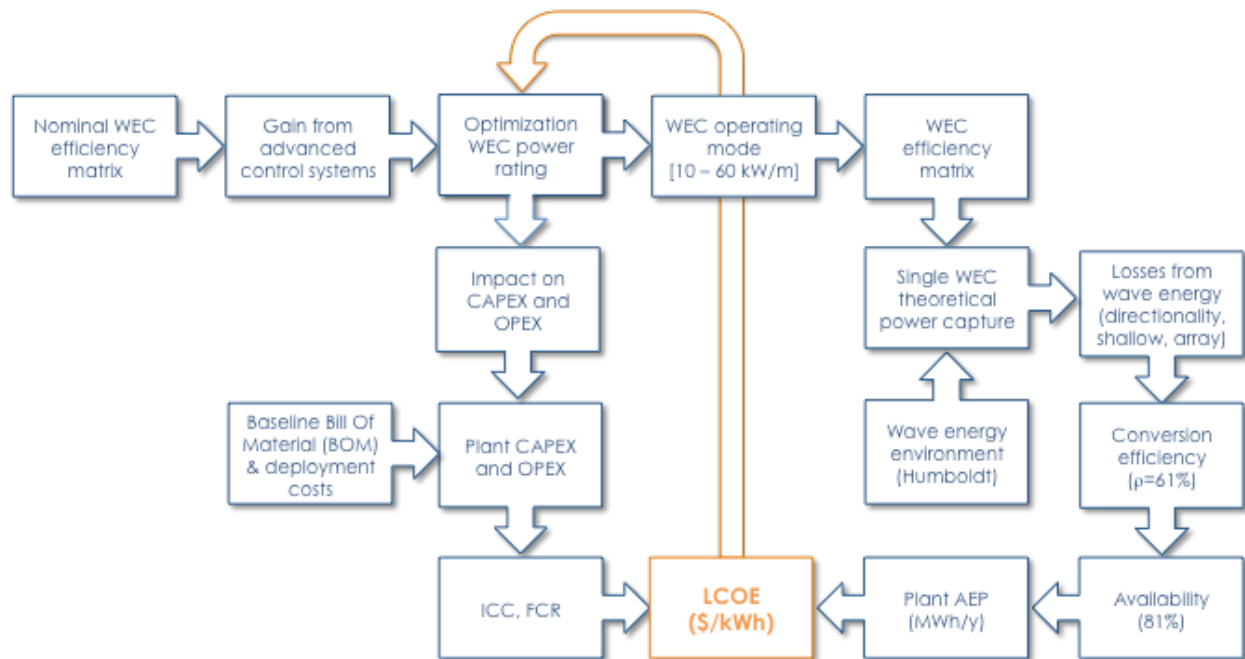 Nominal WEC
efficiency
matrix
Gain from
advanced
control systems
Optimization
WEC power
rating
WEC operating
mode
[10 – 60 kW/m]
WEC
efficiency
matrix
Impact on
CAPEX and
OPEX
Single WEC
theoretical
power capture
Losses from
wave energy
(directionality,
shallow, array)
Baseline Bill Of
Material (BOM)
& deployment
costs
Plant CAPEX
and OPEX
Wave energy
environment
(Humboldt)
Conversion
efficiency
(ρ=61%)
ICC, FCR
LCOE
($/kWh)
Plant AEP
(MWh/y)
Availability
(81%)